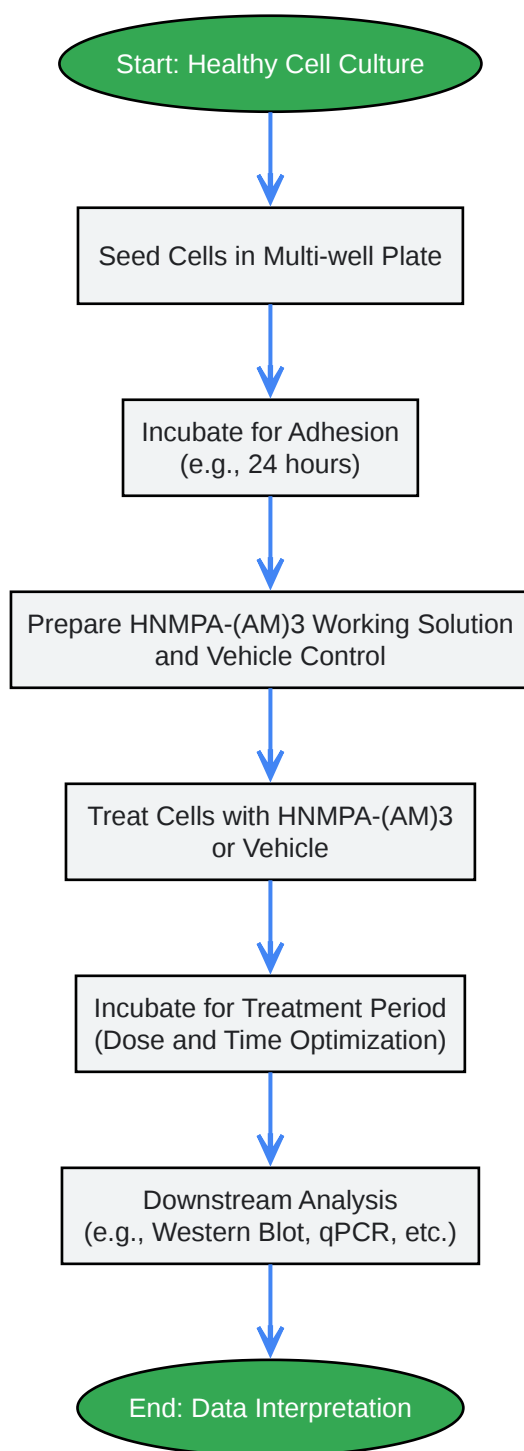 Start: Healthy Cell Culture
Seed Cells in Multi-well Plate
Incubate for Adhesion
(e.g., 24 hours)
Prepare HNMPA-(AM)3 Working Solution
and Vehicle Control
Treat Cells with HNMPA-(AM)3
or Vehicle
Incubate for Treatment Period
(Dose and Time Optimization)
Downstream Analysis
(e.g., Western Blot, qPCR, etc.)
End: Data Interpretation